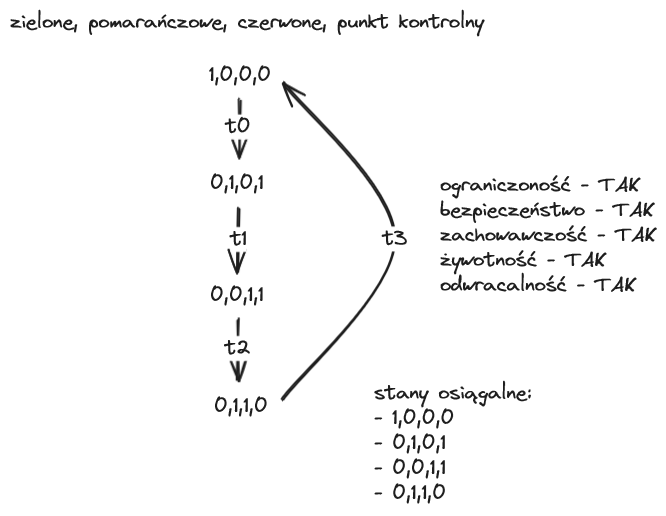 zielone, pomarańczowe, czerwone, punkt kontrolny
1,0,0,0
t0
0,1,0,1
t1
0,0,1,1
t2
0,1,1,0
t3
ograniczoność - TAK
bezpieczeństwo - TAK
zachowawczość - TAK
żywotność - TAK
odwracalność - TAK
stany osiągalne:
- 1,0,0,0
- 0,1,0,1
- 0,0,1,1
- 0,1,1,0